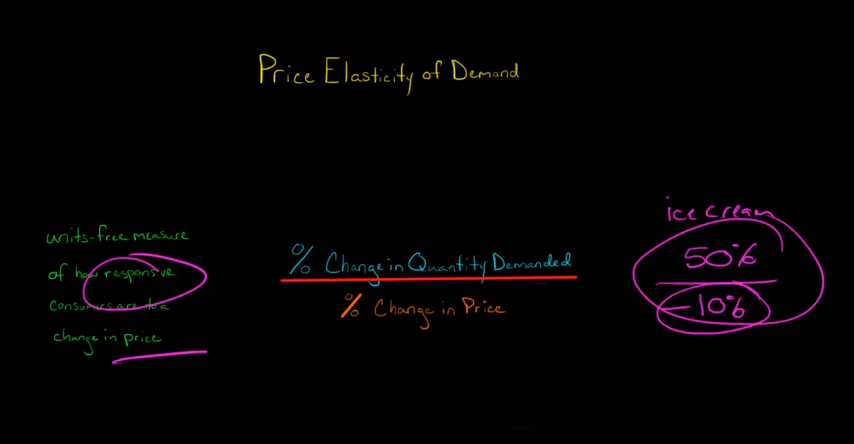 Price Elasticity of Demand
units-free measure
of how responsive
consumers are to a
change in price
% Change in Quantity Demanded
% Change in Price
ice cream
50%
-10%